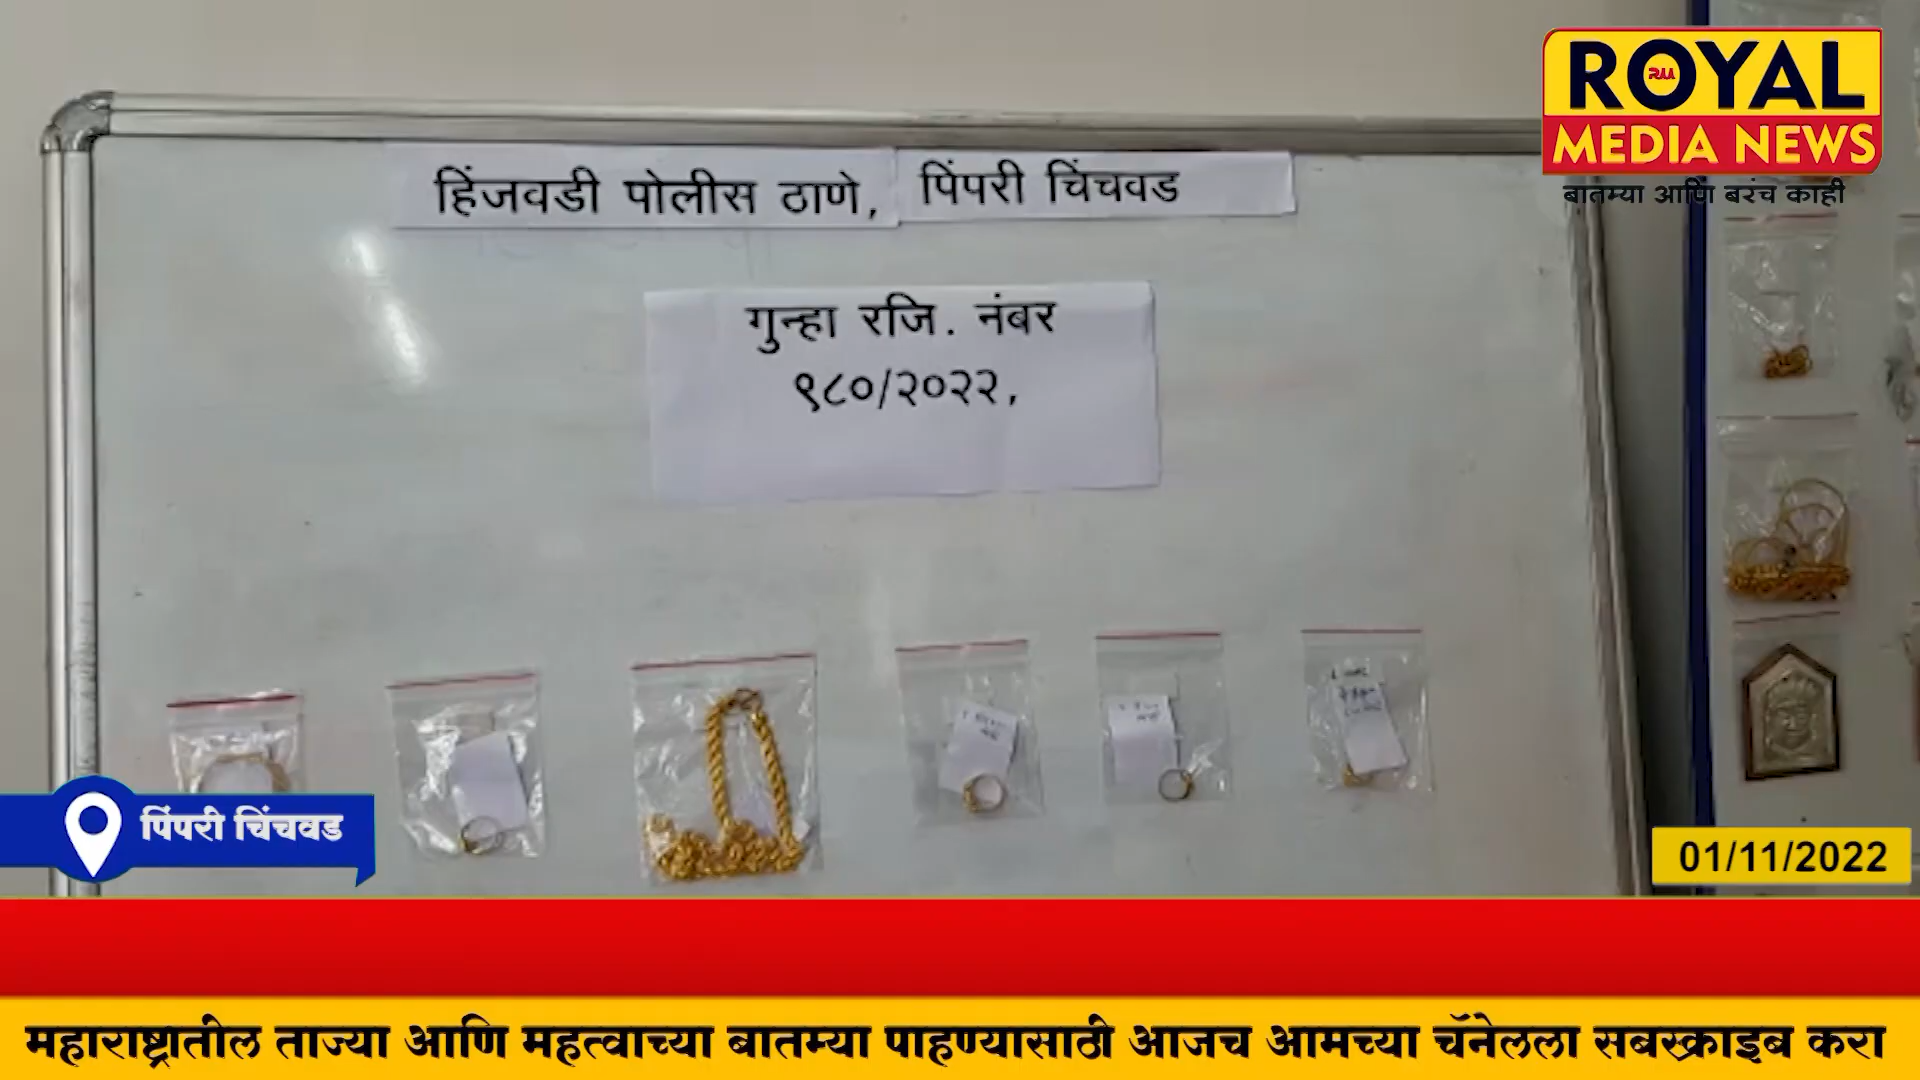 ROYAL
MEDIA NEWS
बातम्या आणि बरंच काही
हिंजवडी पोलीस ठाणे, पिंपरी चिंचवड
गुन्हा रजि. नंबर
९८०/२०२२,
पिंपरी चिंचवड
01/11/2022
महाराष्ट्रातील ताज्या आणि महत्वाच्या बातम्या पाहण्यासाठी आजच आमच्या चॅनेलला सबस्क्राइब करा